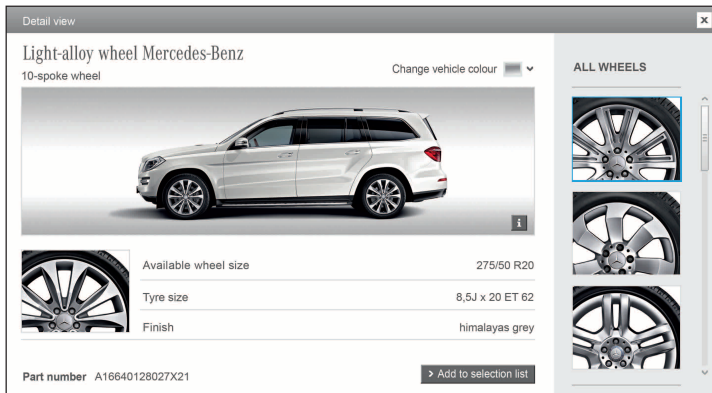 Detail view
Light-alloy wheel Mercedes-Benz
10-spoke wheel
Change vehicle colour
Available wheel size 275/50 R20
Tyre size 8,5J x 20 ET 62
Finish himalayas grey
Part number A16640128027X21
Add to selection list
ALL WHEELS